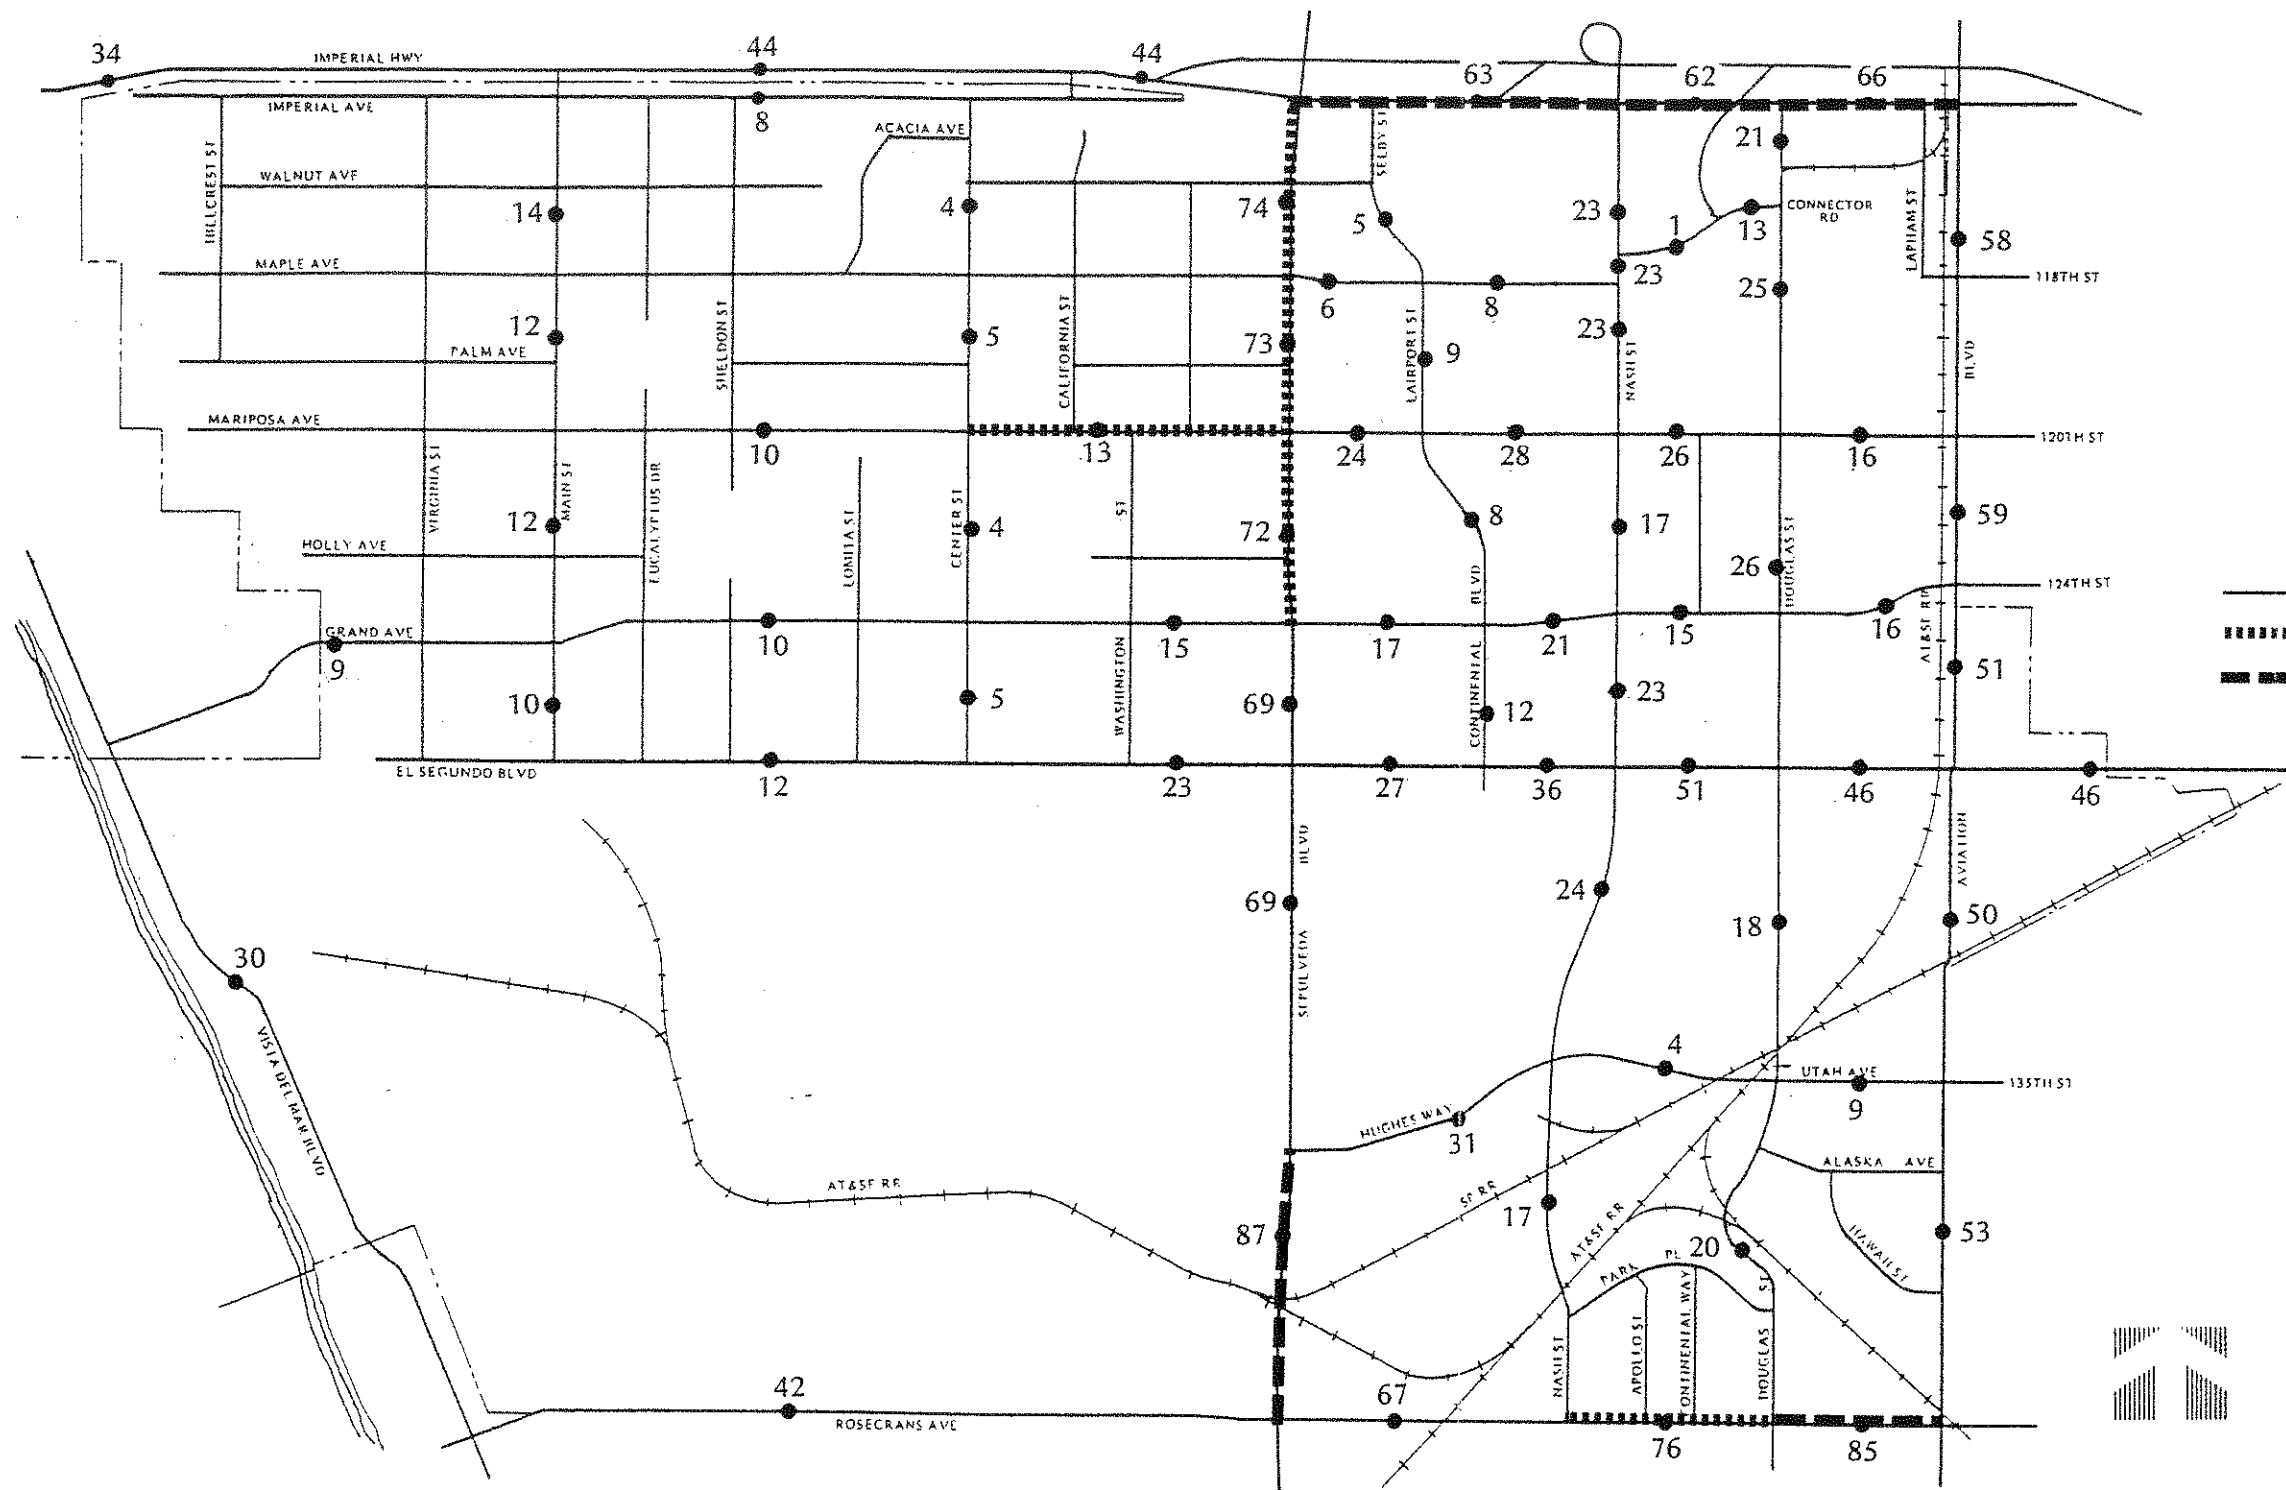 34
IMPERIAL HWY
44
44
63
62
66
IMPERIAL AVE
8
ACACIA AVE
SELBY ST
21
HILLCREST ST
WALNUT AVE
14
4
74
5
23
1
13
CONNECTOR RD
LAPHAM ST
58
MAPLE AVE
6
8
23
25
118TH ST
12
PALM AVE
SHELDON ST
5
CALIFORNIA ST
73
LAIRPORT ST
9
23
NASH ST
BLVD
MARIPOSA AVE
10
13
24
28
26
16
120TH ST
VIRGINIA ST
MAIN ST
12
EUCALYPTUS DR
LOMITA ST
CENTER ST
4
ST
72
8
17
DOUGLAS ST
59
HOLLY AVE
BLVD
26
124TH ST
GRAND AVE
9
10
15
17
21
15
16
AT&SF RR
10
5
WASHINGTON
69
CONTINENTAL
12
23
51
EL SEGUNDO BLVD
12
23
27
36
51
46
46
BLVD
AVIATION
24
69
18
50
30
SEPULVEDA
VISTA DEL MAR BLVD
4
UTAH AVE
135TH ST
9
HUGHES WAY
31
ALASKA AVE
AT&SF RR
SF RR
17
AT&SF RR
87
PARK PL
20
HAWAII ST
53
ST
NASH ST
APOLLO ST
CONTINENTAL WAY
DOUGLAS
42
ROSECRANS AVE
67
76
85